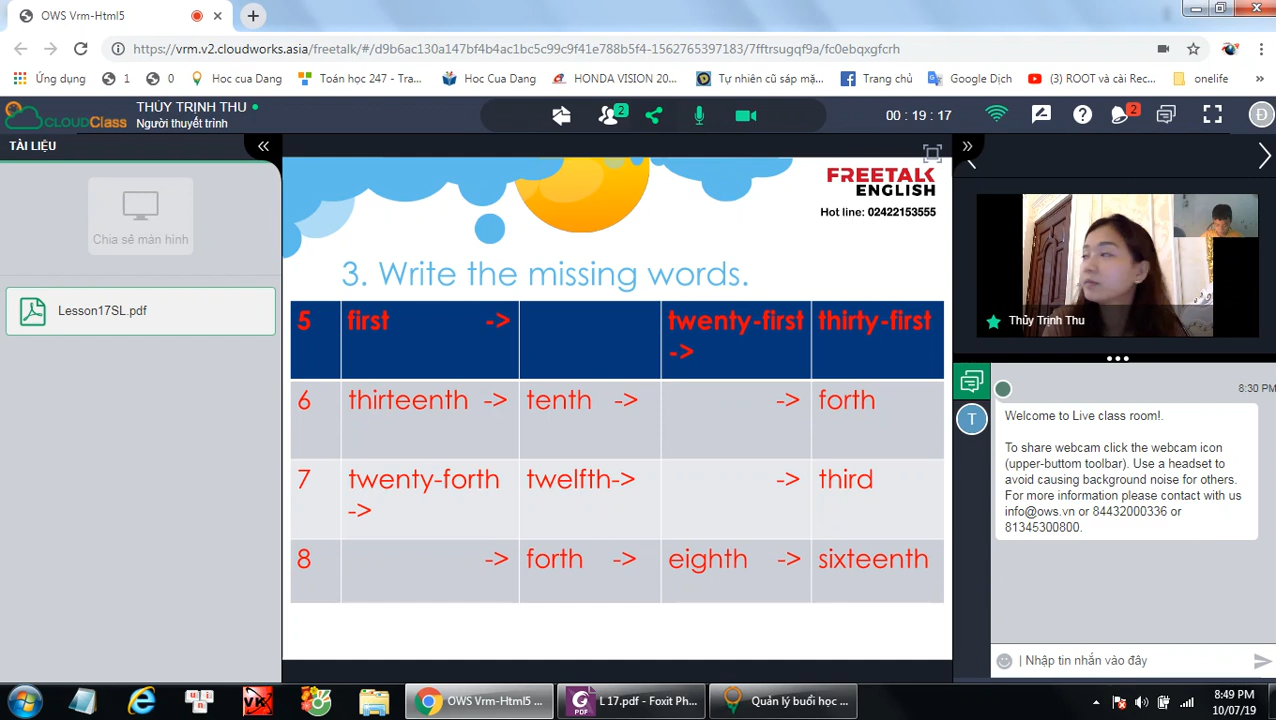 OWS Vrm-Html5
https://vrm.v2.cloudworks.asia/freetalk/#/d9b6ac130a147bf4b4ac1bc5c99c9f41e788b5f4-1562765397183/7fftrsugqf9a/fc0ebqxgfcrh
Ứng dụng 1 0 Hoc cua Dang Toán học 247 - Tra... Học Cua Dang HONDA VISION 20... Tự nhiên cũ sáp mặ... Trang chủ Google Dịch (3) ROOT và cài Rec... onelife »
CLOUDClass
THỦY TRỊNH THU
Người thuyết trình
2
00 : 19 : 17
2
Đ
TÀI LIỆU
Chia sẻ màn hình
Lesson17SL.pdf
FREETALK
ENGLISH
Hot line: 02422153555
3. Write the missing words.
5 first -> twenty-first -> thirty-first
6 thirteenth -> tenth -> -> forth
7 twenty-forth -> twelfth-> -> third
8 -> forth -> eighth -> sixteenth
Thủy Trịnh Thu
8:30 PM
T
Welcome to Live class room!.
To share webcam click the webcam icon
(upper-buttom toolbar). Use a headset to
avoid causing background noise for others.
For more information please contact with us
info@ows.vn or 84432000336 or
81345300800.
Nhập tin nhắn vào đây
OWS Vrm-Html5 ...
L 17.pdf - Foxit Ph...
Quản lý buổi học ...
8:49 PM
10/07/19